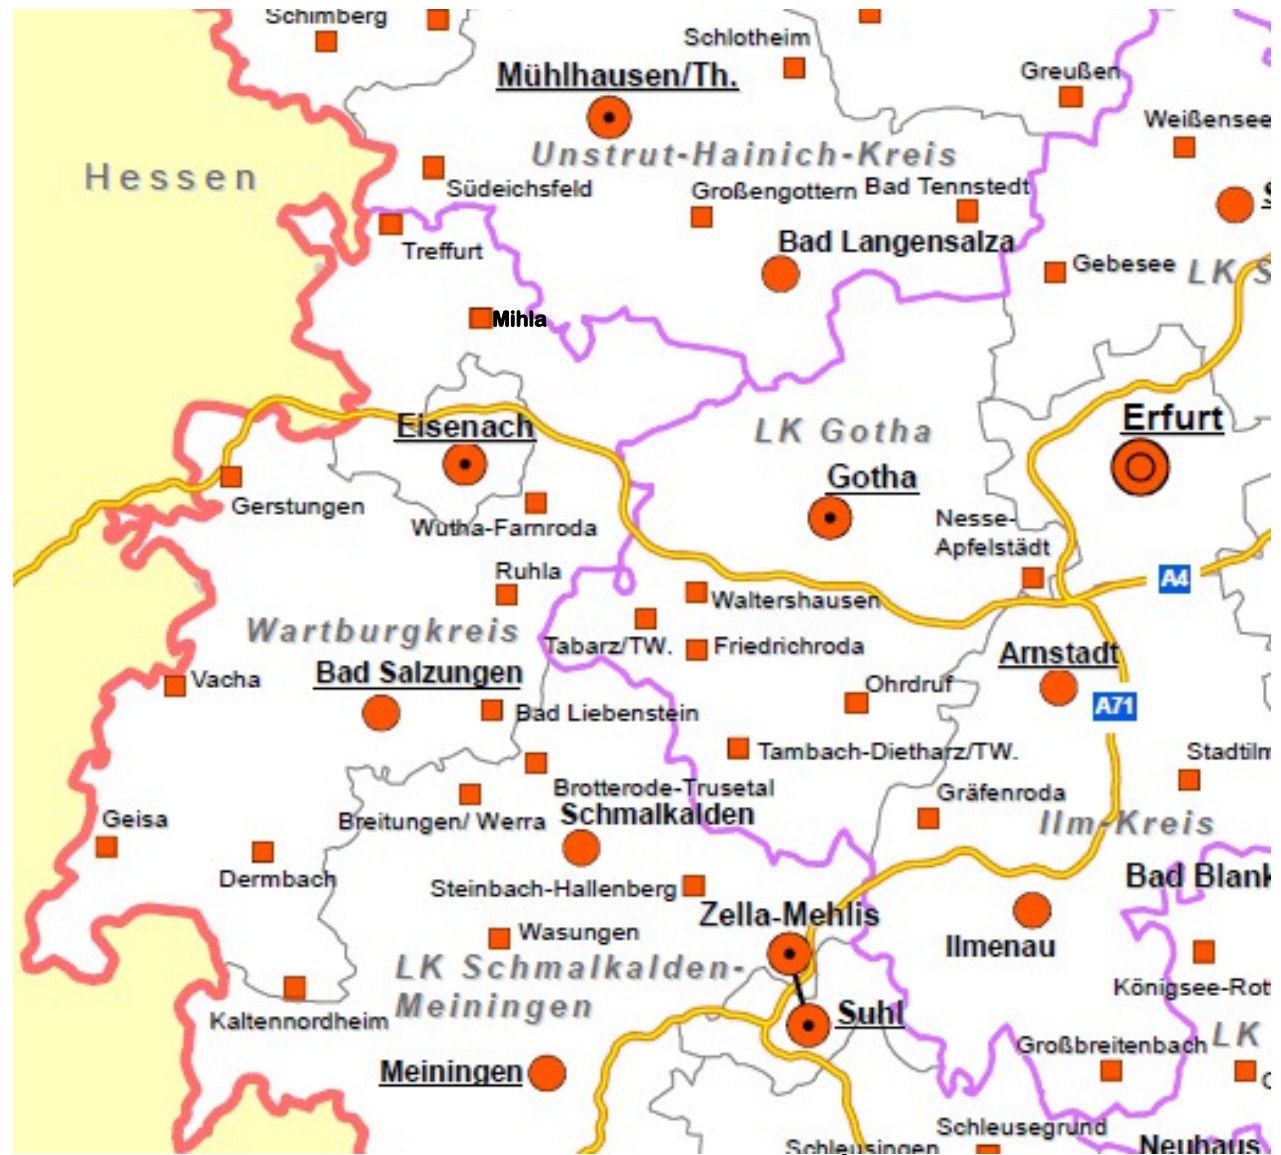 Schimberg
Schlotheim
Mühlhausen/Th.
Greußen
Weißensee
Unstrut-Hainich-Kreis
Hessen
Südeichsfeld
Großengottern
Bad Tennstedt
S
Treffurt
Bad Langensalza
Gebesee
LK S
Mihla
Eisenach
LK Gotha
Erfurt
Gotha
Gerstungen
Wutha-Farnroda
Nesse-
Apfelstädt
Ruhla
A4
Waltershausen
Wartburgkreis
Tabarz/TW.
Friedrichroda
Arnstadt
Bad Salzungen
Vacha
Ohrdruf
A71
Bad Liebenstein
Tambach-Dietharz/TW.
Stadtilm
Brotterode-Trusetal
Gräfenroda
Geisa
Breitungen/ Werra
Schmalkalden
Ilm-Kreis
Dermbach
Steinbach-Hallenberg
Bad Blank
Zella-Mehlis
Wasungen
Ilmenau
LK Schmalkalden-
Meiningen
Königsee-Rott
Kaltennordheim
Suhl
Großbreitenbach
LK
Meiningen
Schleusegrund
Schleusingen
Neuhaus